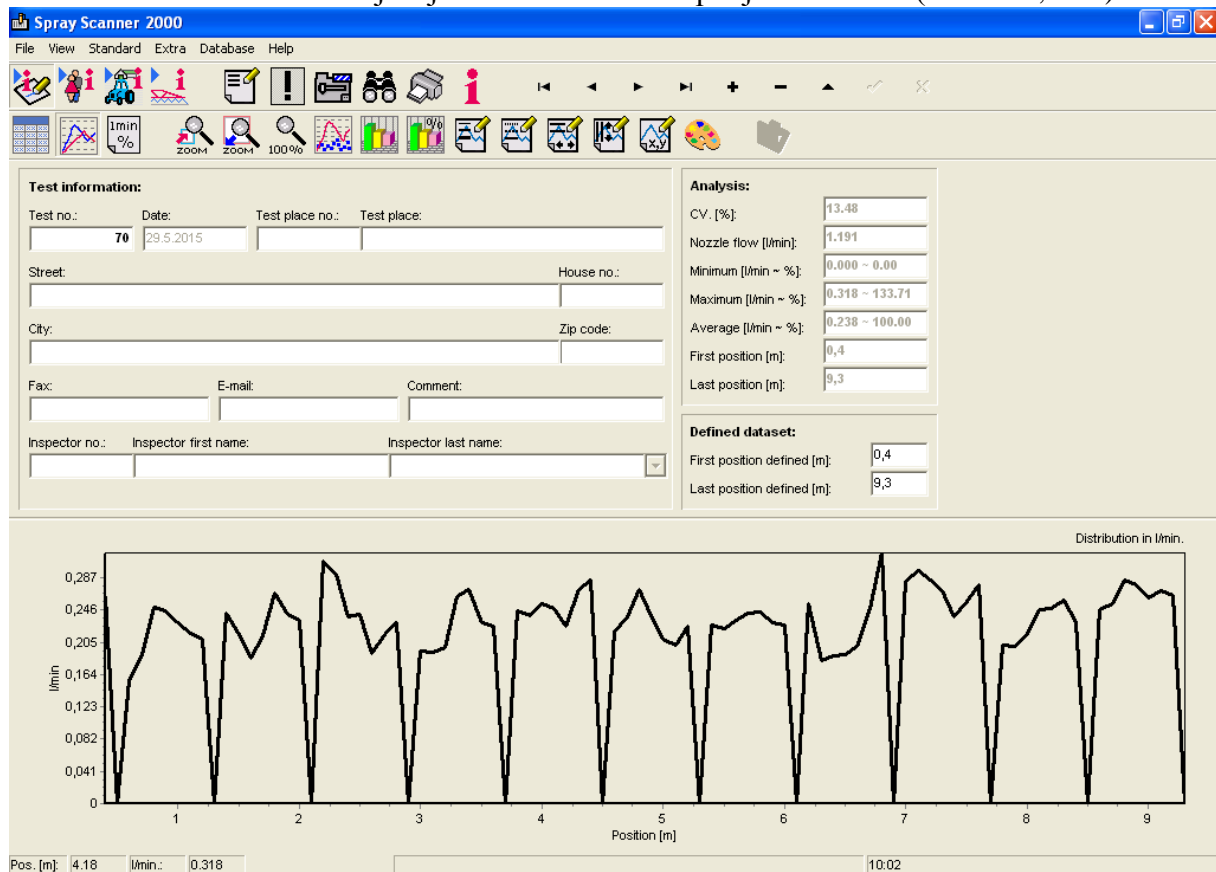 Spray Scanner 2000
File View Standard Extra Database Help
1min % ZOOM ZOOM 100% % x,y
Test information:
Test no.: Date: Test place no.: Test place:
70 29.5.2015
Street: House no.:
City: Zip code:
Fax: E-mail: Comment:
Inspector no.: Inspector first name: Inspector last name:
Analysis:
CV. [%]: 13.48
Nozzle flow [l/min]: 1.191
Minimum [l/min ~ %]: 0.000 ~ 0.00
Maximum [l/min ~ %]: 0.318 ~ 133.71
Average [l/min ~ %]: 0.238 ~ 100.00
First position [m]: 0,4
Last position [m]: 9,3
Defined dataset:
First position defined [m]: 0,4
Last position defined [m]: 9,3
Distribution in l/min.
0,287
0,246
0,205
0,164
0,123
0,082
0,041
0
l/min
1 2 3 4 5 6 7 8 9
Position [m]
Pos. [m]: 4.18 l/min.: 0.318 10:02